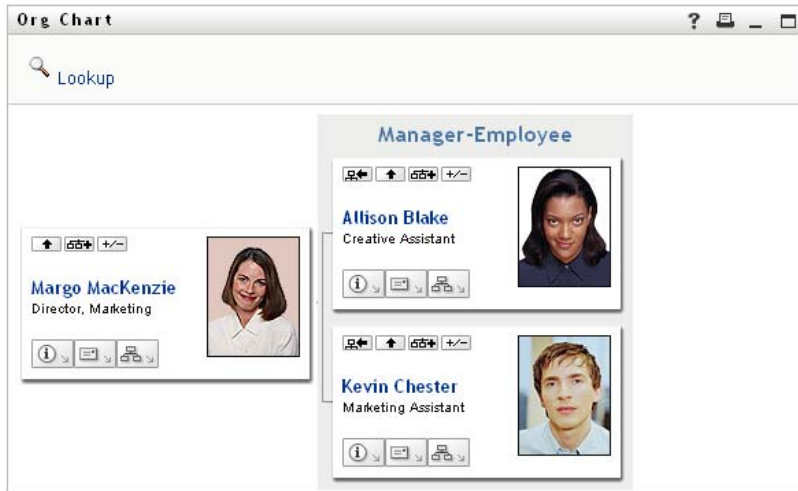 Org Chart
Lookup
Manager-Employee
Margo MacKenzie
Director, Marketing
Allison Blake
Creative Assistant
Kevin Chester
Marketing Assistant